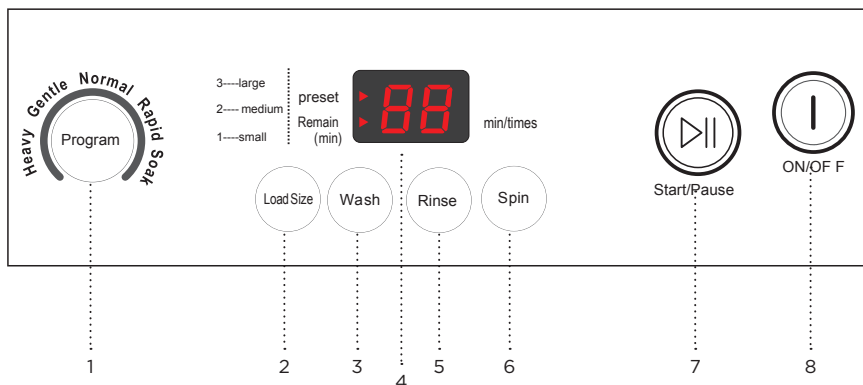 Heavy Gentle Normal Rapid Soak
Program
3----large
2---- medium
1----small
preset
Remain
(min)
88
min/times
Load Size
Wash
Rinse
Spin
Start/Pause
ON/OF F
1
2
3
4
5
6
7
8